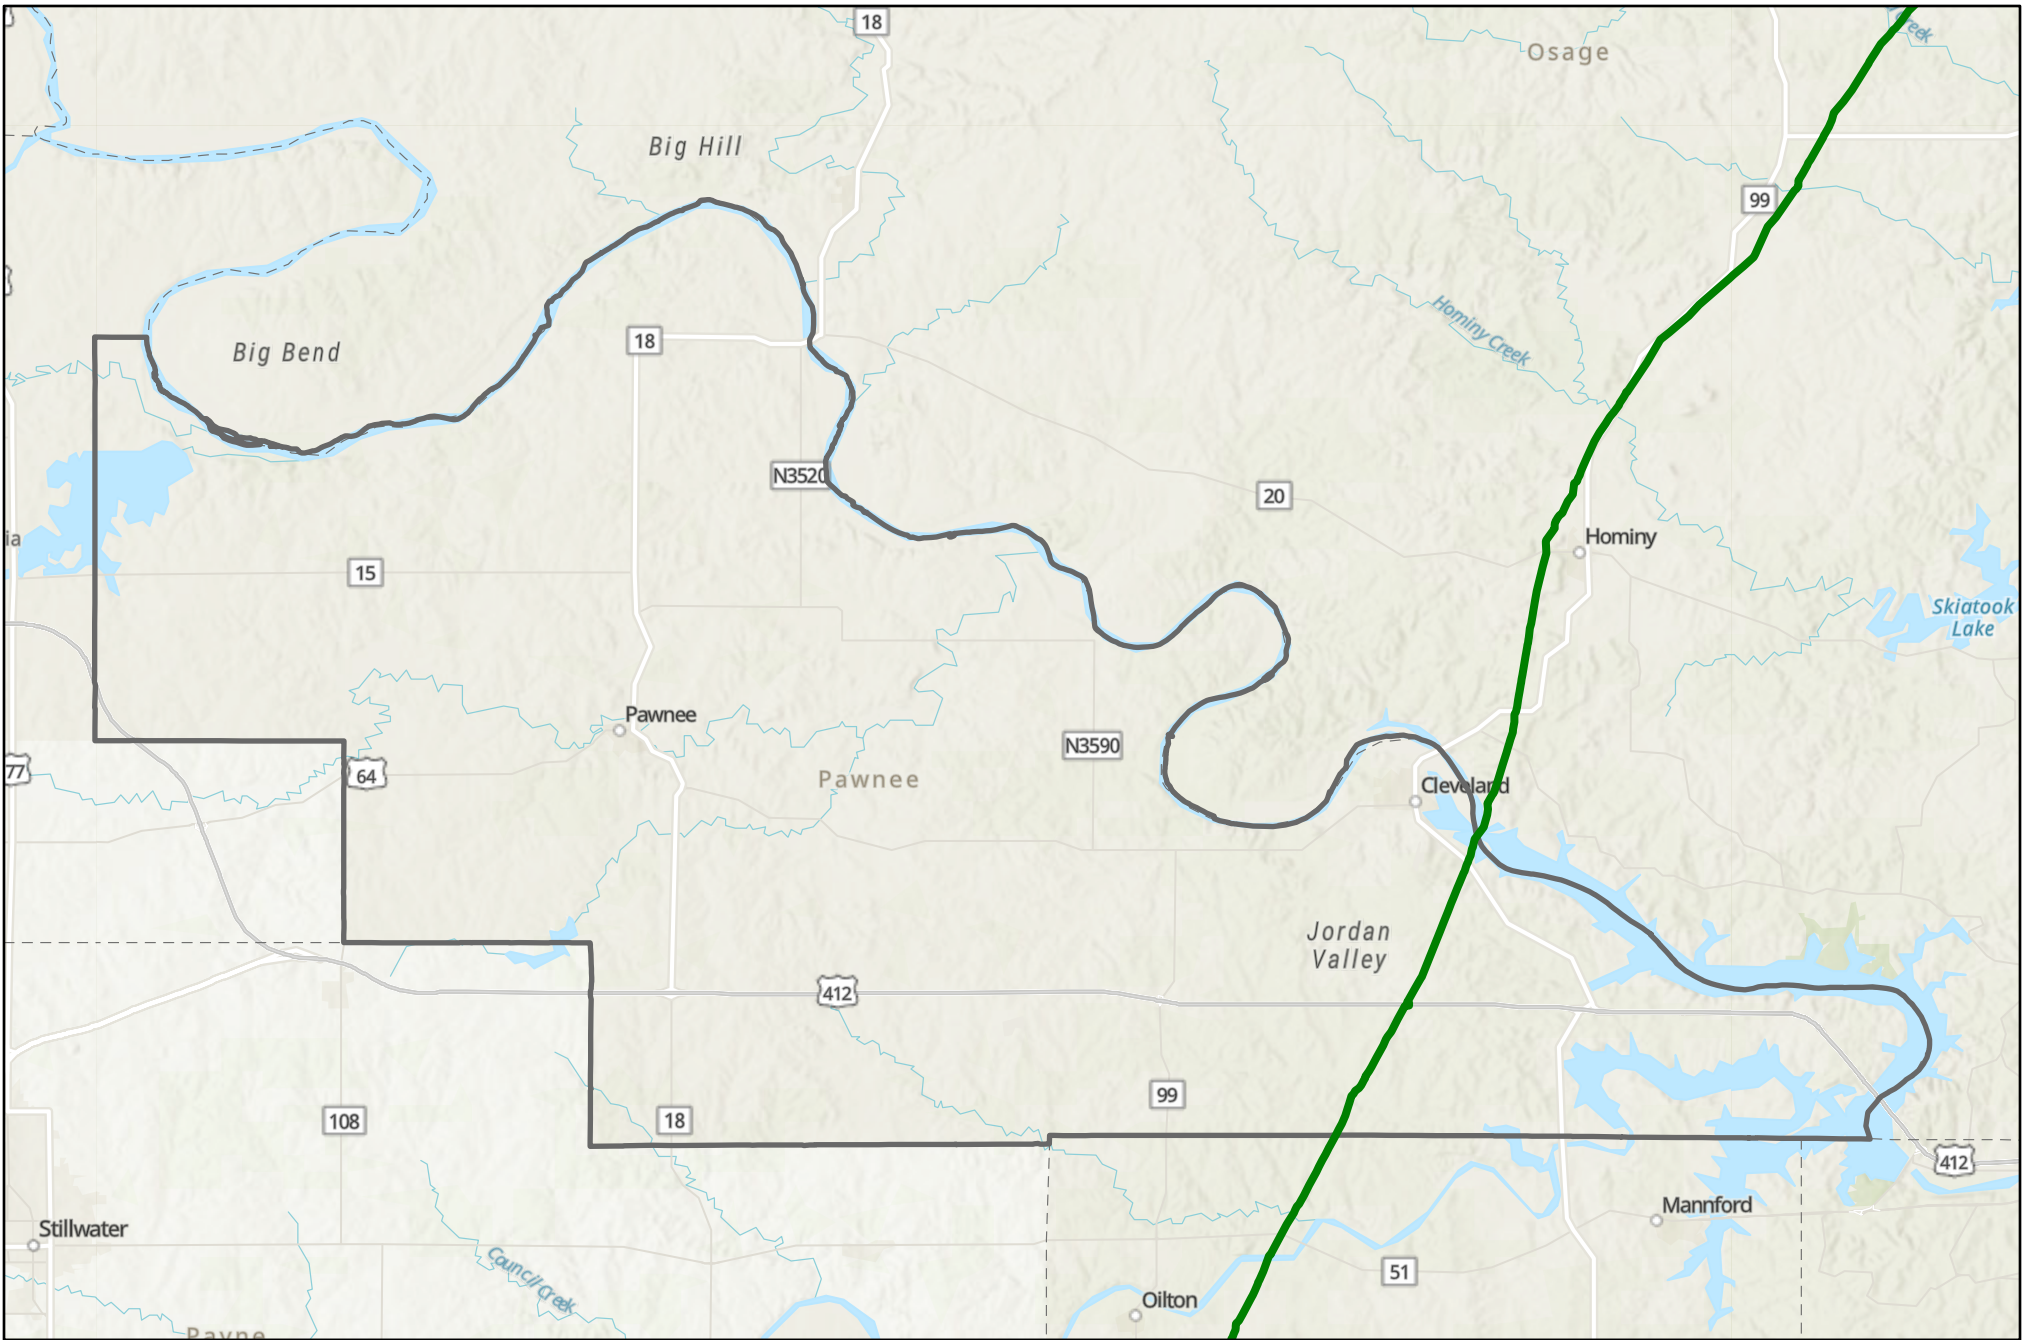 18
Osage
Creek
Big Hill
99
Hominy Creek
18
Big Bend
N3520
20
Hominy
ia
15
Skiatook
Lake
Pawnee
N3590
77
64
Pawnee
Cleveland
Jordan
Valley
412
99
108
18
412
Mannford
Stillwater
Council Creek
51
Oilton
Payne